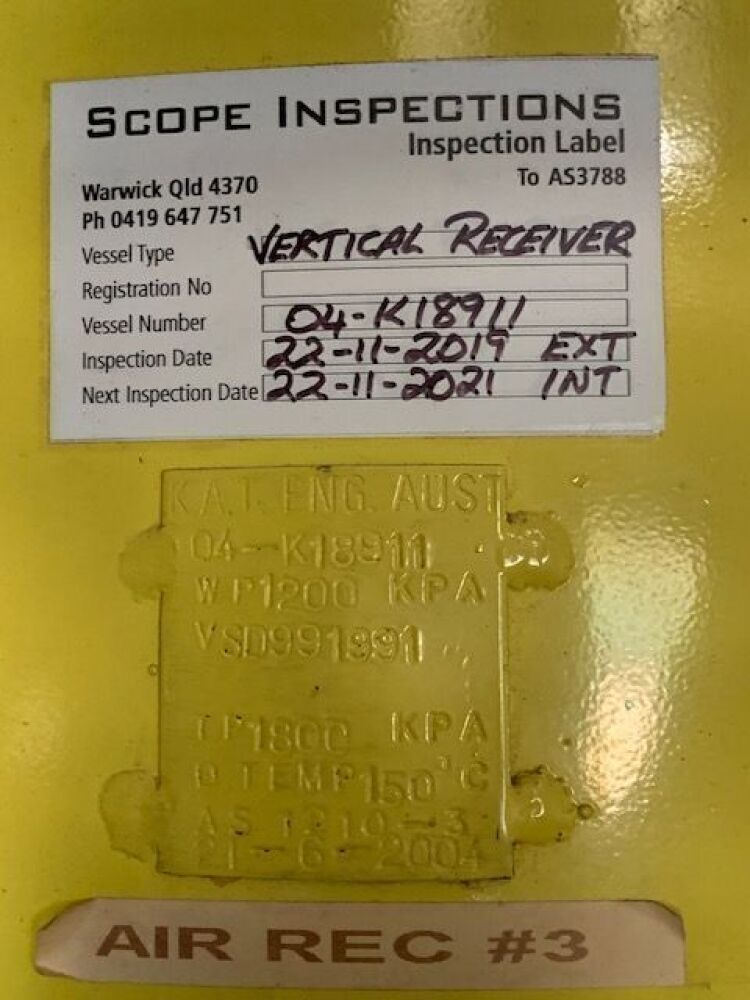 SCOPE INSPECTIONS
Inspection Label
To AS3788
Warwick Qld 4370
Ph 0419 647 751
Vessel Type VERTICAL RECEIVER
Registration No
Vessel Number 04-K18911
Inspection Date 22-11-2019 EXT
Next Inspection Date 22-11-2021 INT
K.A.T. ENG. AUST
04-K18911
WP1200 KPA
VSD991991
TP1800 KPA
D TEMP150°C
AS 1210-3
21-6-2004
AIR REC #3